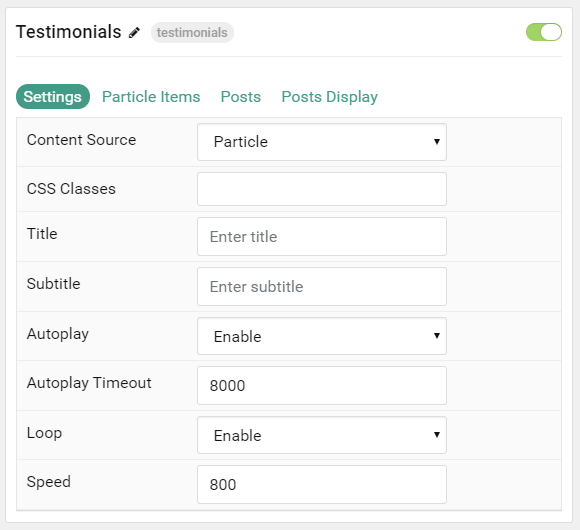 Testimonials testimonials
Settings Particle Items Posts Posts Display
Content Source Particle
CSS Classes
Title Enter title
Subtitle Enter subtitle
Autoplay Enable
Autoplay Timeout 8000
Loop Enable
Speed 800